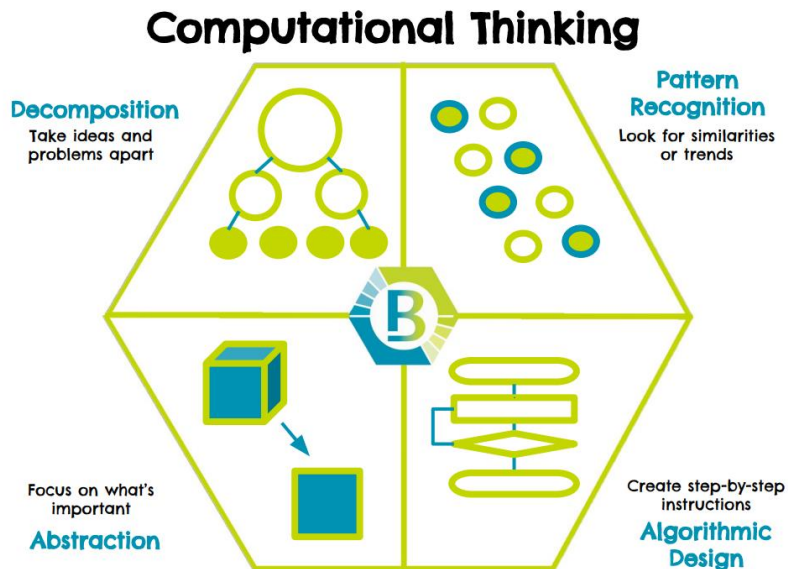 Computational Thinking
Decomposition
Take ideas and
problems apart
Pattern
Recognition
Look for similarities
or trends
B
Focus on what's
important
Abstraction
Create step-by-step
instructions
Algorithmic
Design